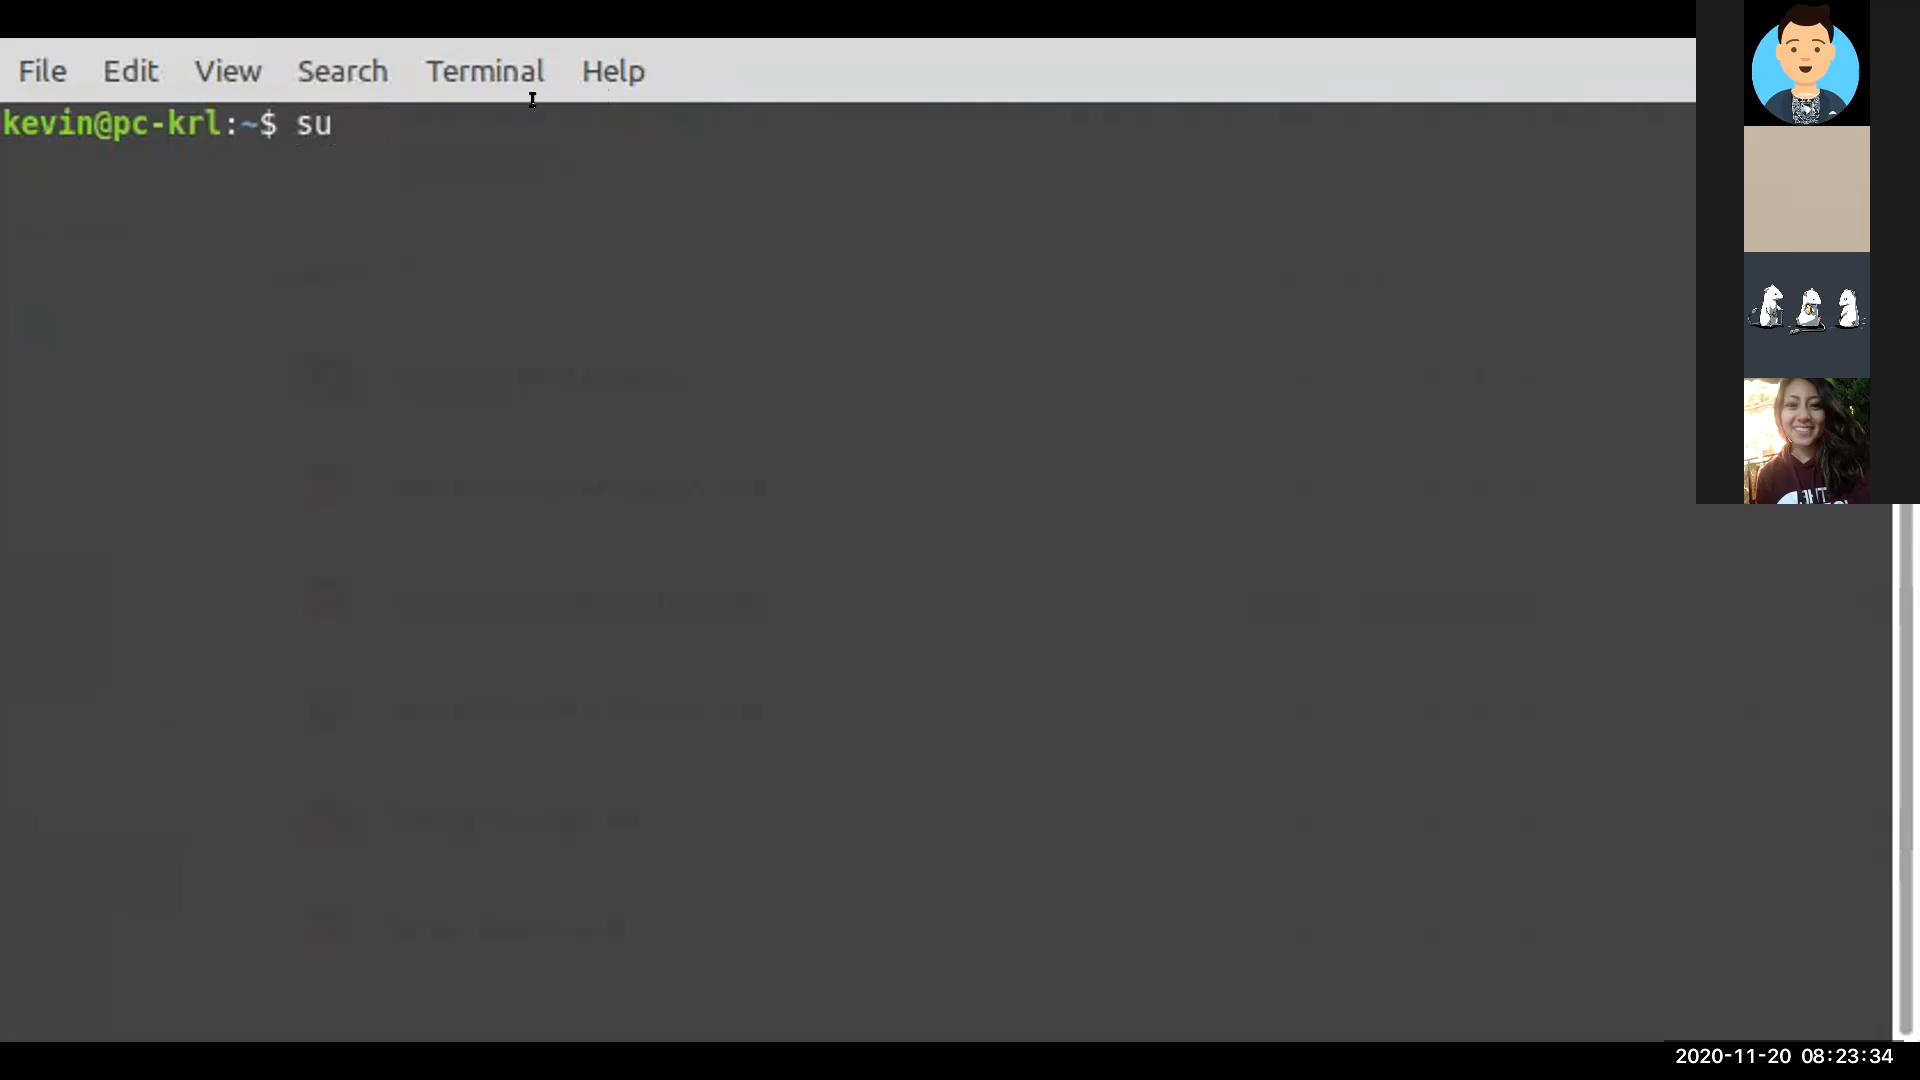 File Edit View Search Terminal Help
kevin@pc-krl:~$ su
2020-11-20 08:23:34